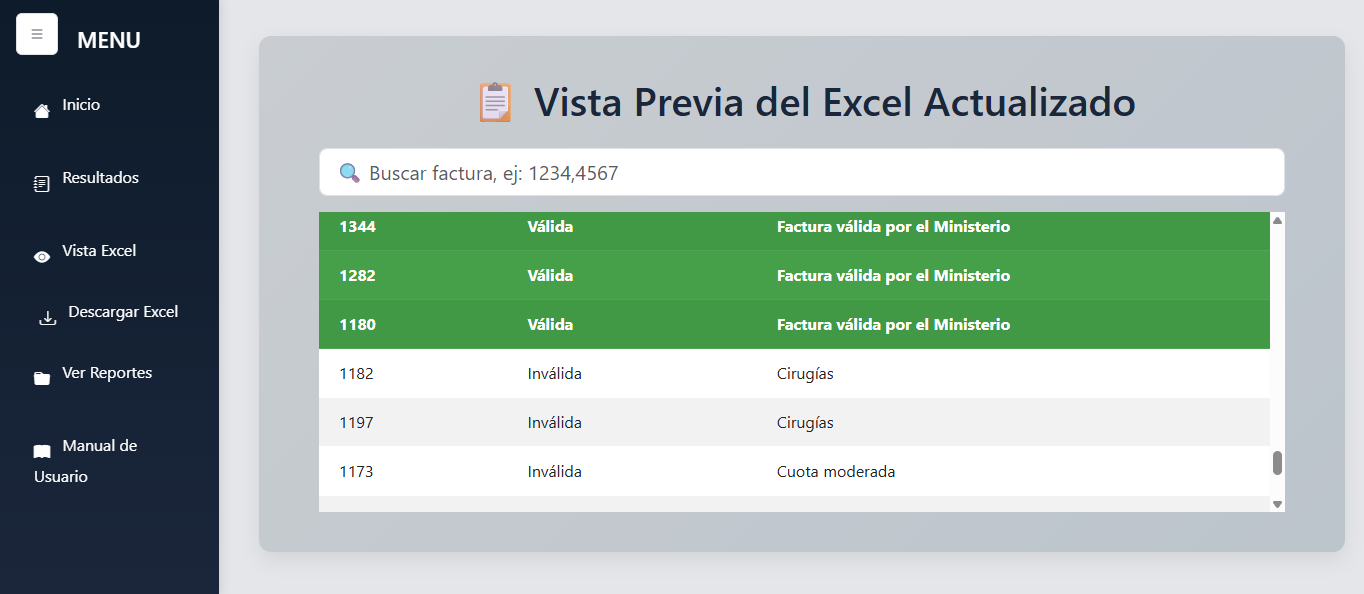 MENU
Inicio
Resultados
Vista Excel
Descargar Excel
Ver Reportes
Manual de
Usuario
Vista Previa del Excel Actualizado
Buscar factura, ej: 1234,4567
1344 Válida Factura válida por el Ministerio
1282 Válida Factura válida por el Ministerio
1180 Válida Factura válida por el Ministerio
1182 Inválida Cirugías
1197 Inválida Cirugías
1173 Inválida Cuota moderada